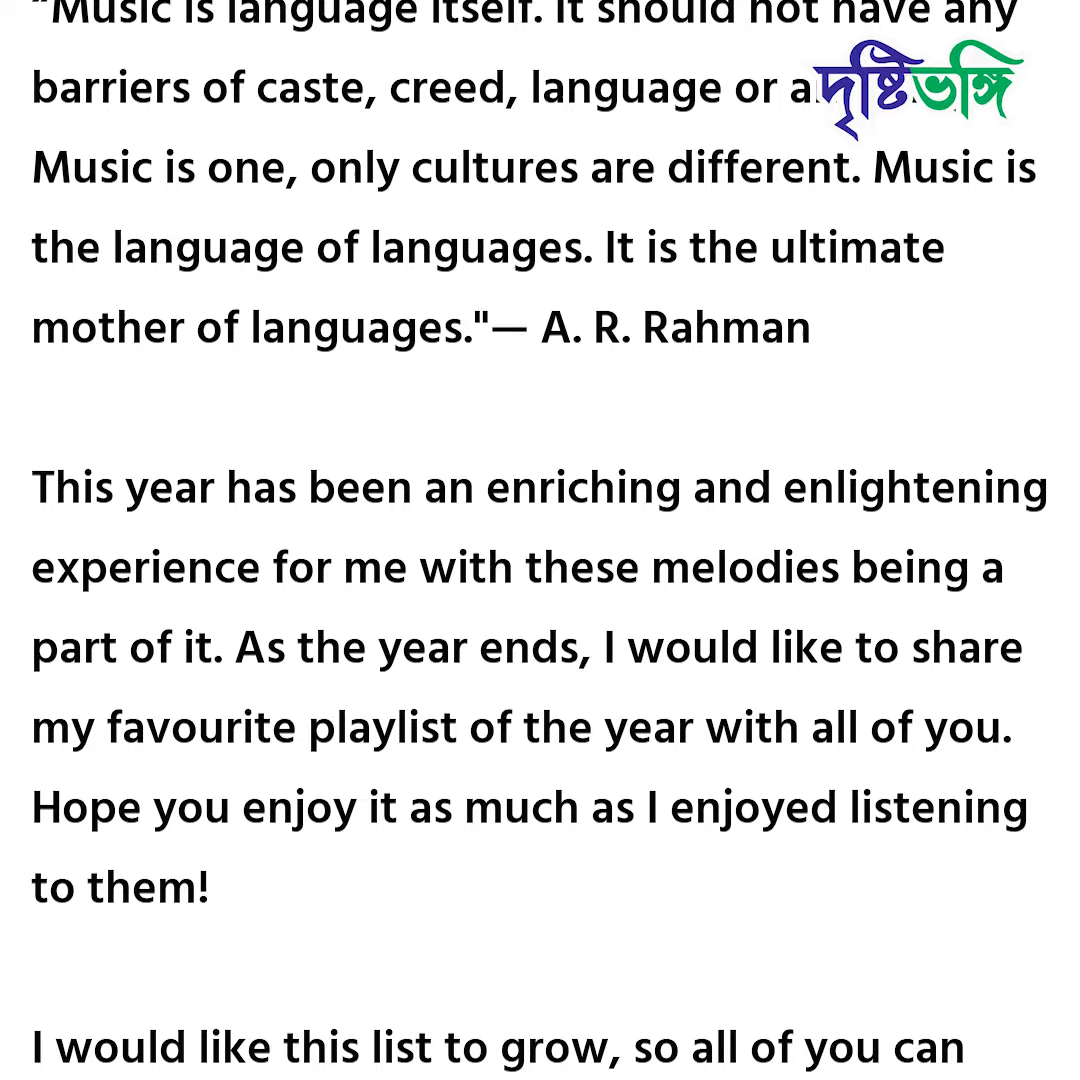 "Music is language itself. It should not have any
barriers of caste, creed, language or
দৃষ্টিভঙ্গি
Music is one, only cultures are different. Music is
the language of languages. It is the ultimate
mother of languages."— A. R. Rahman
This year has been an enriching and enlightening
experience for me with these melodies being a
part of it. As the year ends, I would like to share
my favourite playlist of the year with all of you.
Hope you enjoy it as much as I enjoyed listening
to them!
I would like this list to grow, so all of you can